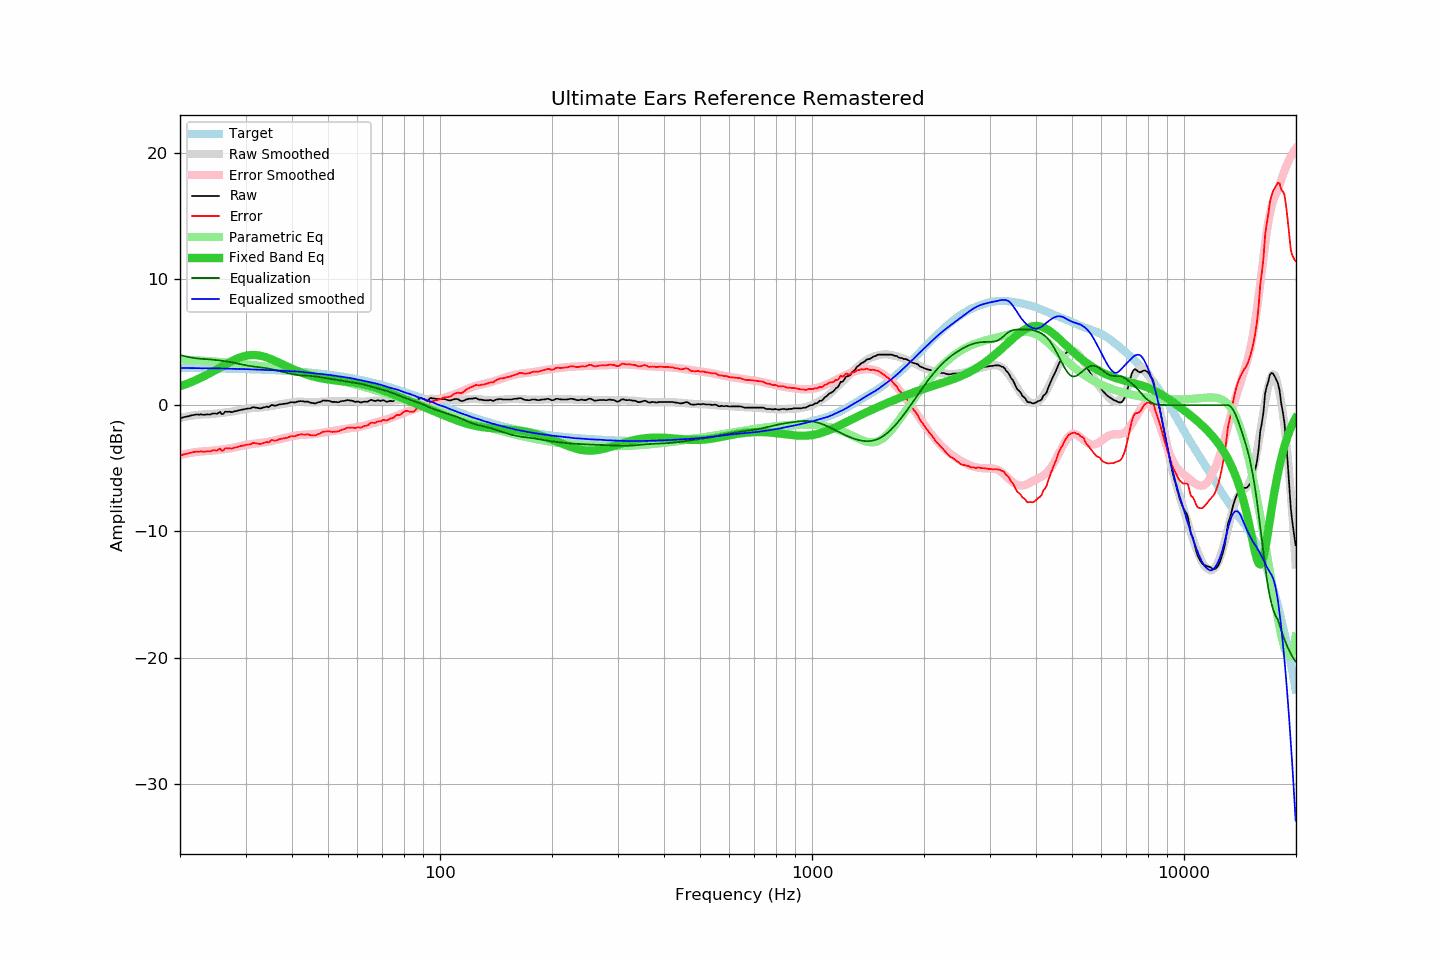 Ultimate Ears Reference Remastered
Target
Raw Smoothed
Error Smoothed
Raw
Error
Parametric Eq
Fixed Band Eq
Equalization
Equalized smoothed
20
10
0
−10
−20
−30
Amplitude (dBr)
100
1000
10000
Frequency (Hz)